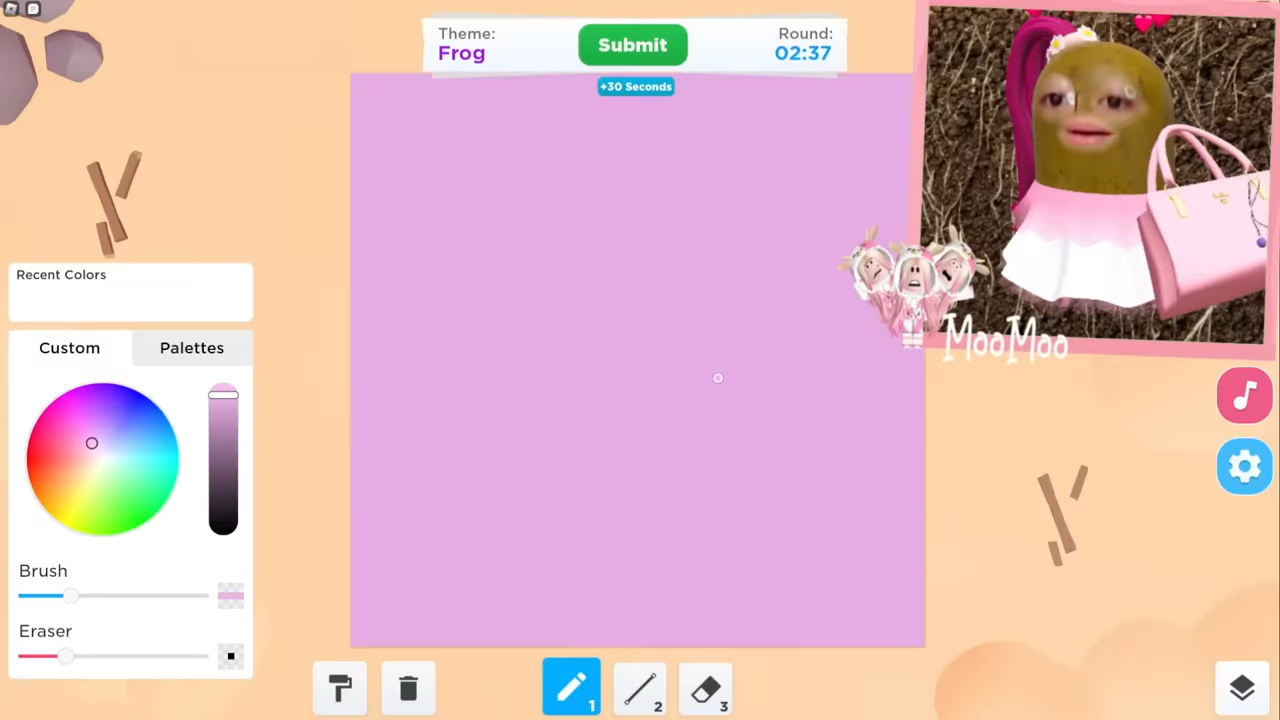 Theme:
Frog
Submit
Round:
02:37
+30 Seconds
MooMoo
Recent Colors
Custom
Palettes
Brush
Eraser
1
2
3